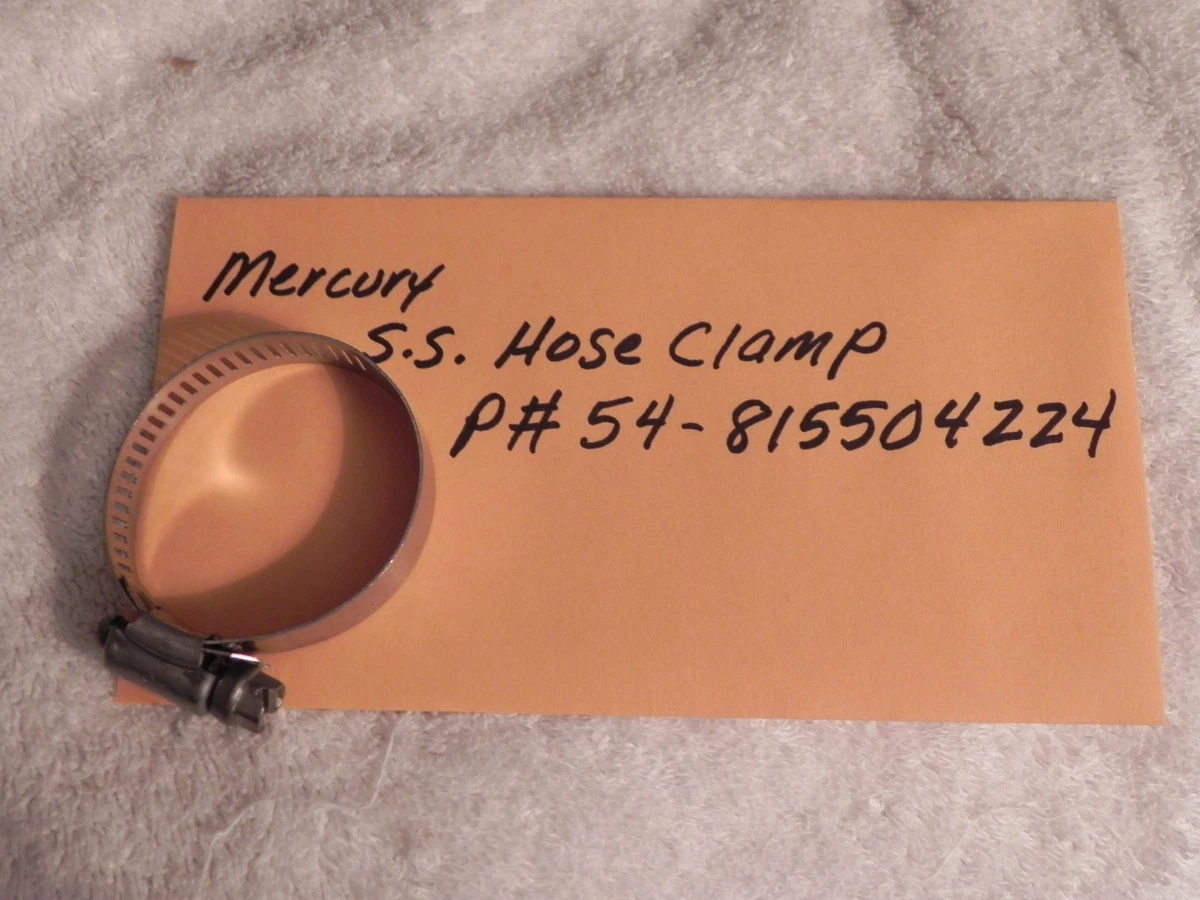 Mercury
S.S. Hose Clamp
P# 54-815504224